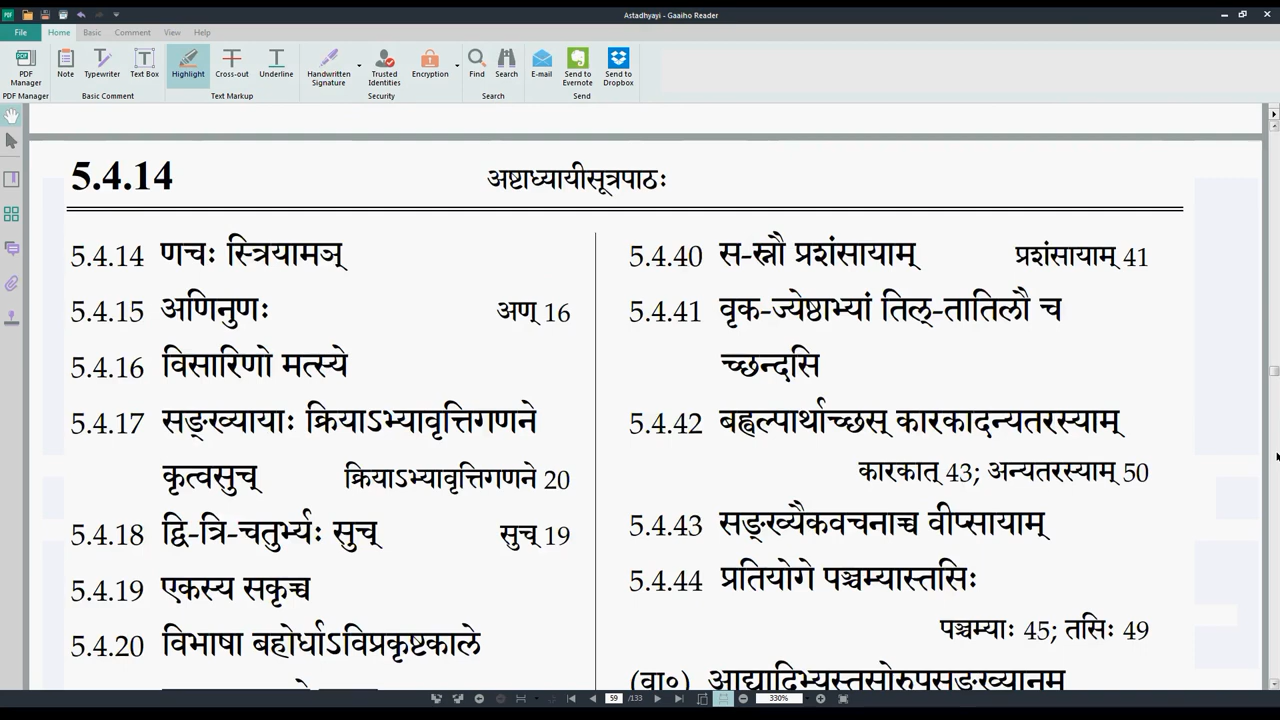 Astadhyayi - Gaaiho Reader
File Home Basic Comment View Help
PDF Manager Note Typewriter Text Box Highlight Cross-out Underline Handwritten Signature Trusted Identities Encryption Find Search E-mail Send to Evernote Send to Dropbox
PDF Manager Basic Comment Text Markup Security Search Send
5.4.14 अष्टाध्यायीसूत्रपाठः
5.4.14 णचः स्त्रियामञ्
5.4.15 अणिनुणः अण् 16
5.4.16 विसारिणो मत्स्ये
5.4.17 सङ्ख्यायाः क्रियाऽभ्यावृत्तिगणने
कृत्वसुच् क्रियाऽभ्यावृत्तिगणने 20
5.4.18 द्वि-त्रि-चतुर्भ्यः सुच् सुच् 19
5.4.19 एकस्य सकृच्च
5.4.20 विभाषा बहोर्धाऽविप्रकृष्टकाले
5.4.40 स-स्नौ प्रशंसायाम् प्रशंसायाम् 41
5.4.41 वृक-ज्येष्ठाभ्यां तिल्-तातिलौ च
च्छन्दसि
5.4.42 बह्वल्पार्थाच्छस् कारकादन्यतरस्याम्
कारकात् 43; अन्यतरस्याम् 50
5.4.43 सङ्ख्यैकवचनाच्च वीप्सायाम्
5.4.44 प्रतियोगे पञ्चम्यास्तसिः
पञ्चम्याः 45; तसिः 49
(वा०) आद्यादिभ्यस्तसोरुपसङ्ख्यानम्
59 /133 330%